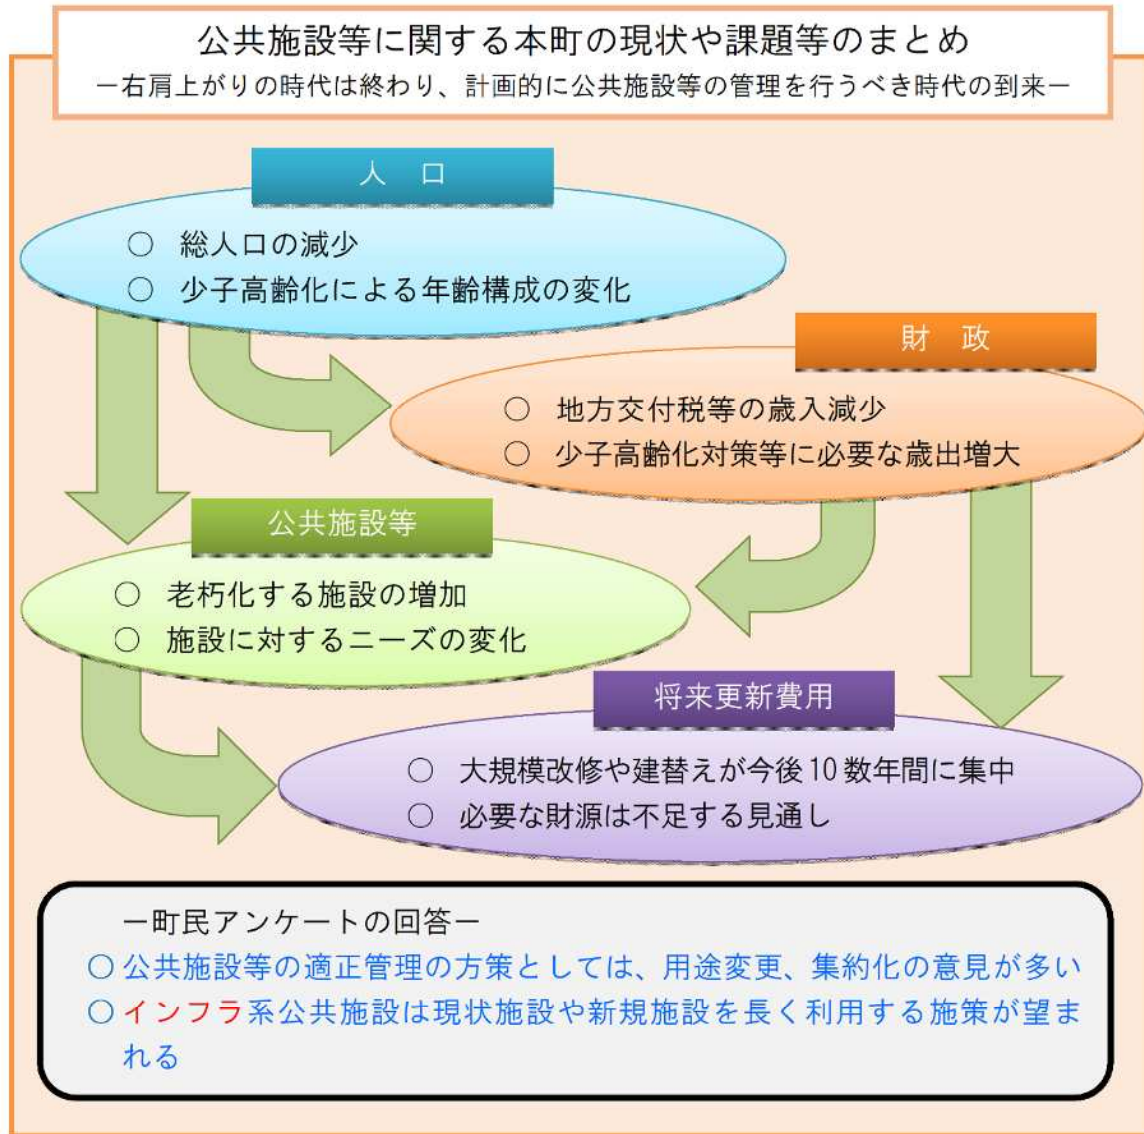 公共施設等に関する本町の現状や課題等のまとめ
ー右肩上がりの時代は終わり、計画的に公共施設等の管理を行うべき時代の到来ー
人　口
○　総人口の減少
○　少子高齢化による年齢構成の変化
財　政
○　地方交付税等の歳入減少
○　少子高齢化対策等に必要な歳出増大
公共施設等
○　老朽化する施設の増加
○　施設に対するニーズの変化
将来更新費用
○　大規模改修や建替えが今後10数年間に集中
○　必要な財源は不足する見通し
ー町民アンケートの回答ー
○公共施設等の適正管理の方策としては、用途変更、集約化の意見が多い
○インフラ系公共施設は現状施設や新規施設を長く利用する施策が望ま
れる